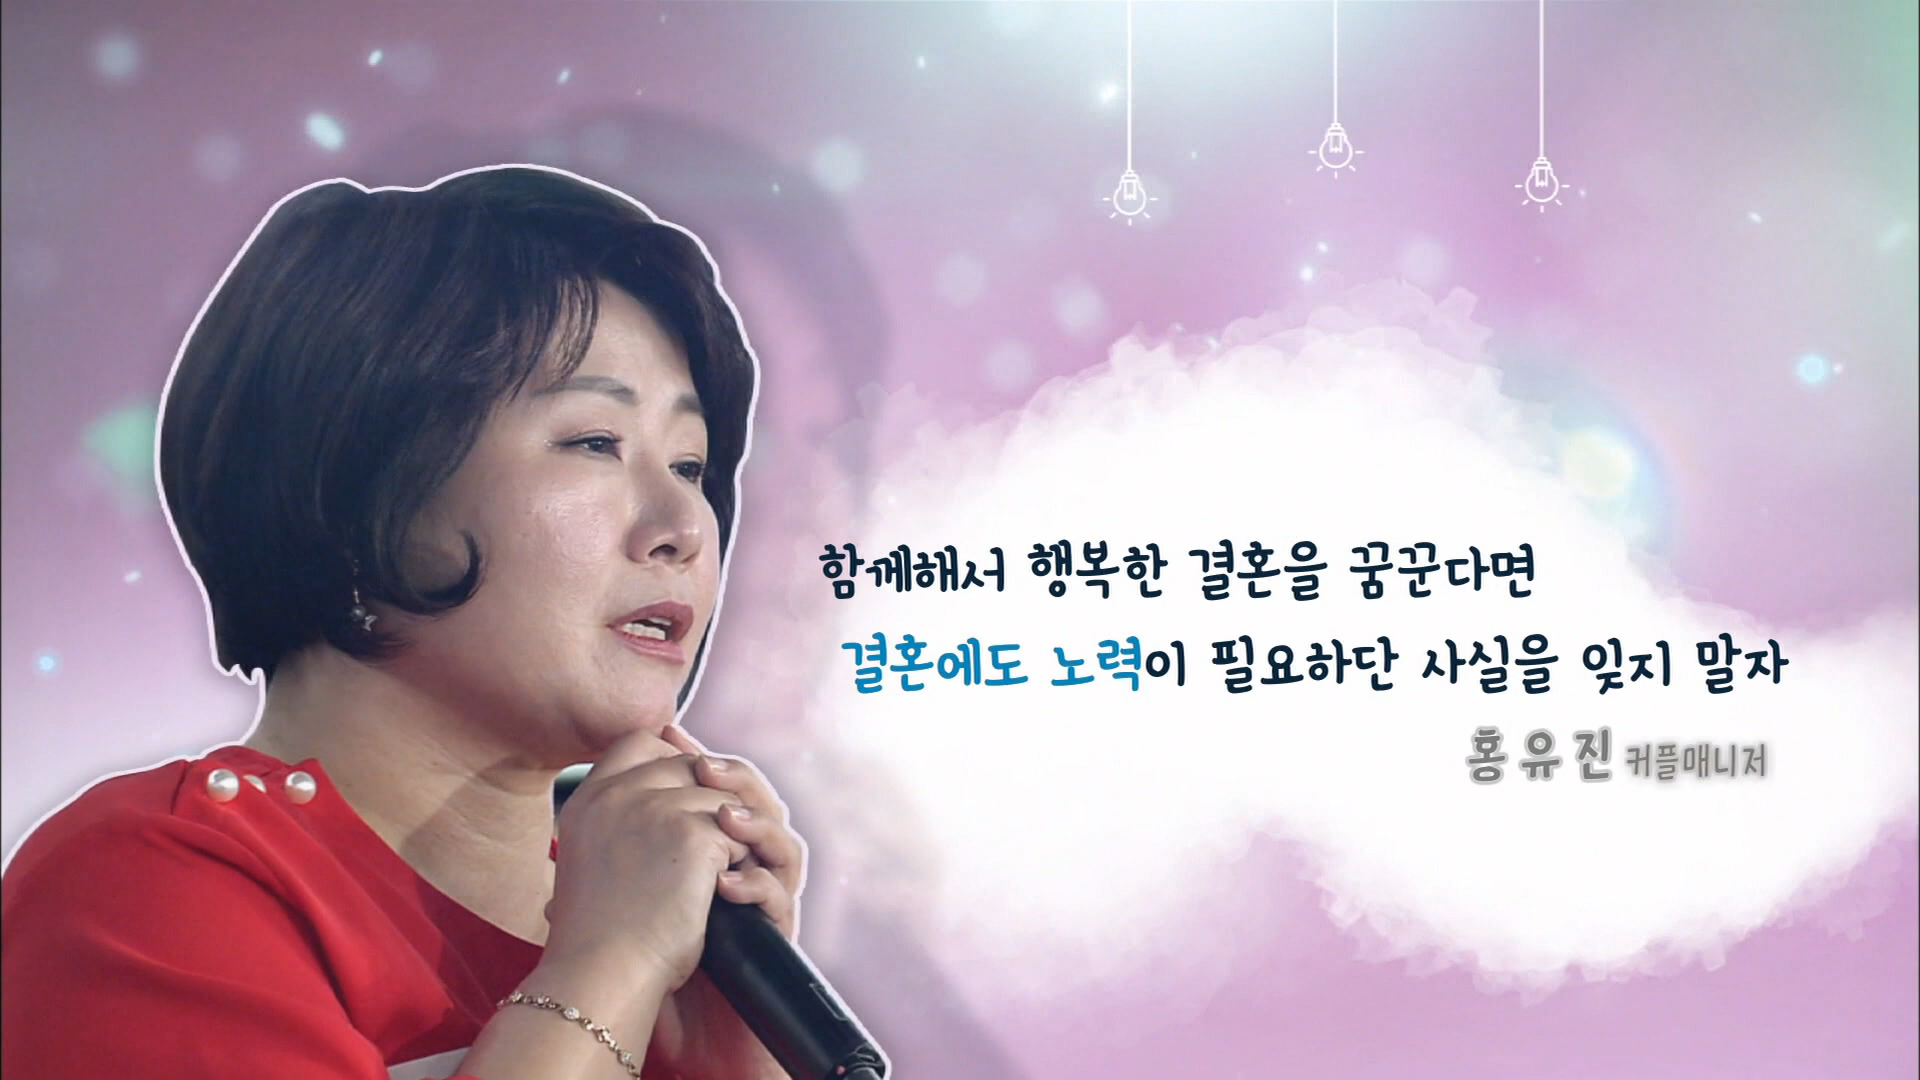 함께해서 행복한 결혼을 꿈꾼다면
결혼에도 노력이 필요하단 사실을 잊지 말자
홍유진 커플매니저